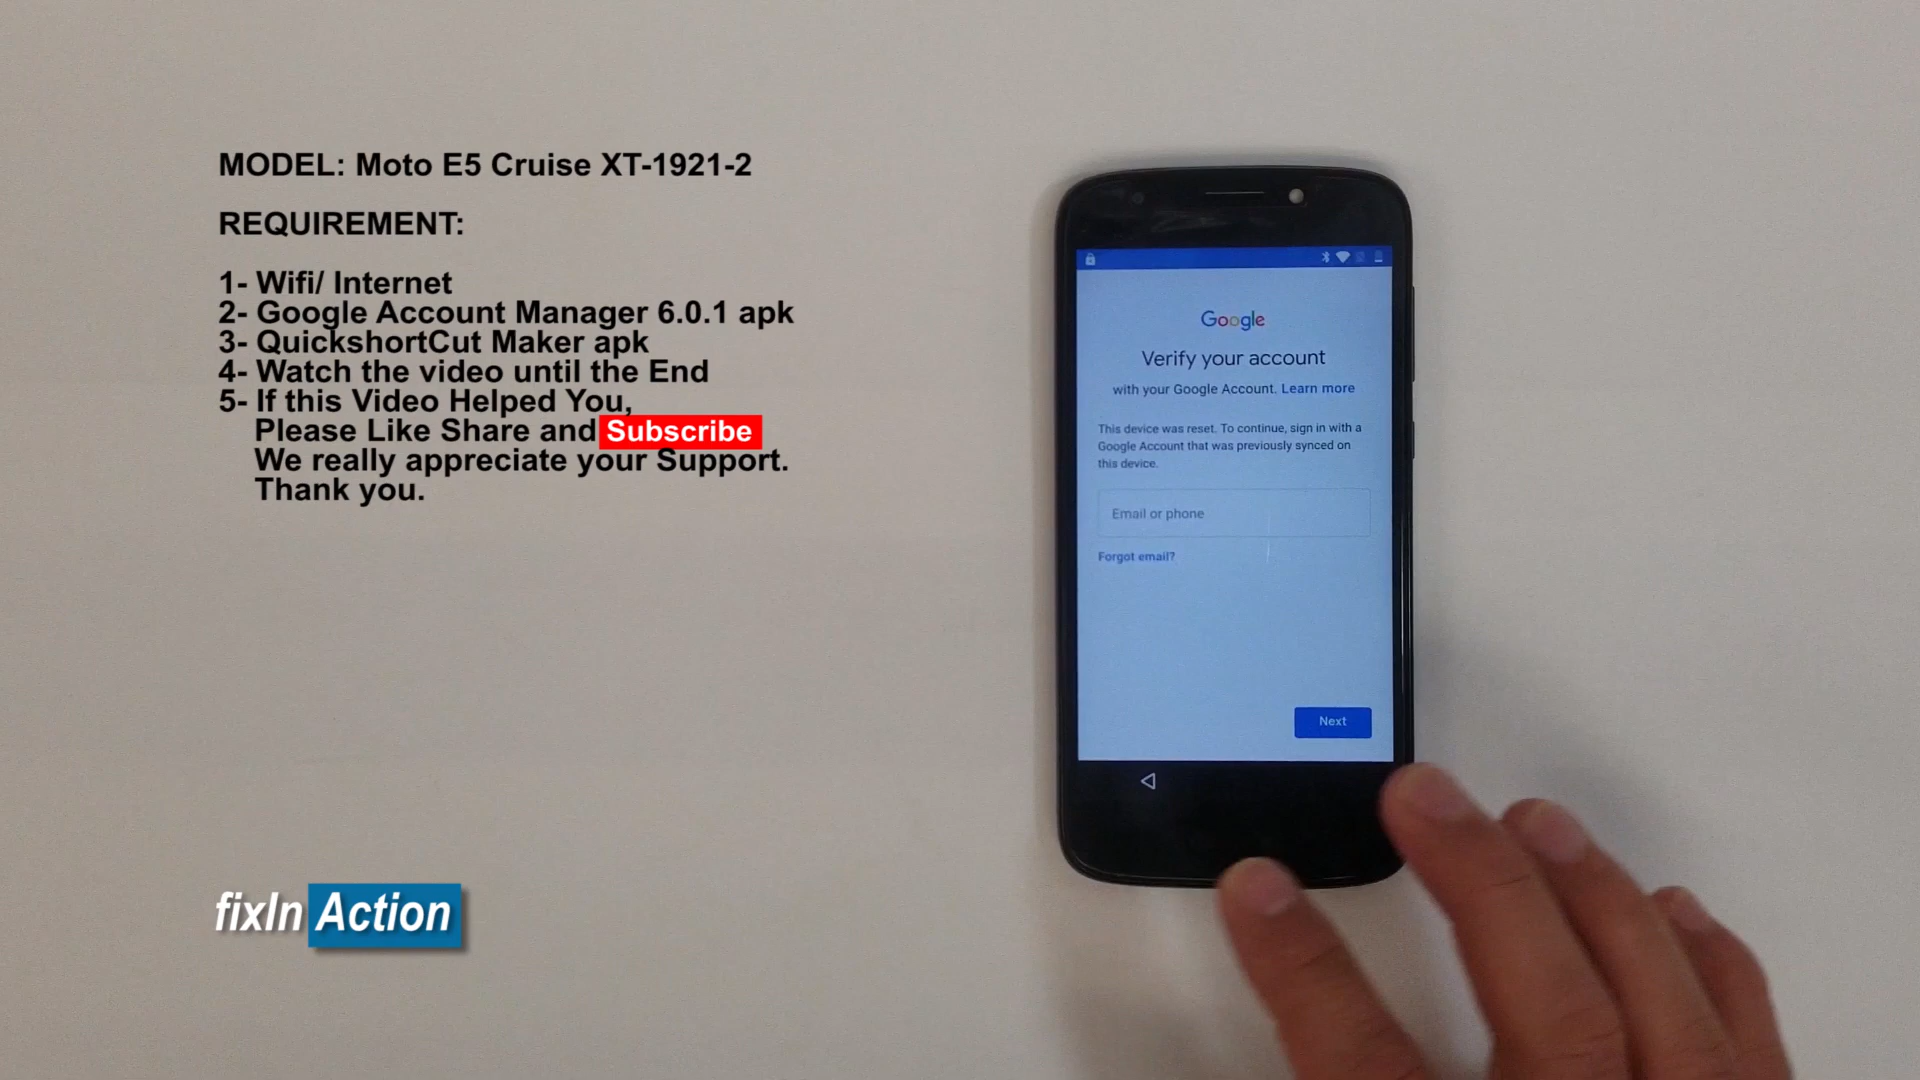 MODEL: Moto E5 Cruise XT-1921-2
REQUIREMENT:
1- Wifi/ Internet
2- Google Account Manager 6.0.1 apk
3- QuickshortCut Maker apk
4- Watch the video until the End
5- If this Video Helped You,
Please Like Share and Subscribe
We really appreciate your Support.
Thank you.
fixIn Action
Google
Verify your account
with your Google Account. Learn more
This device was reset. To continue, sign in with a
Google Account that was previously synced on
this device.
Email or phone
Forgot email?
Next